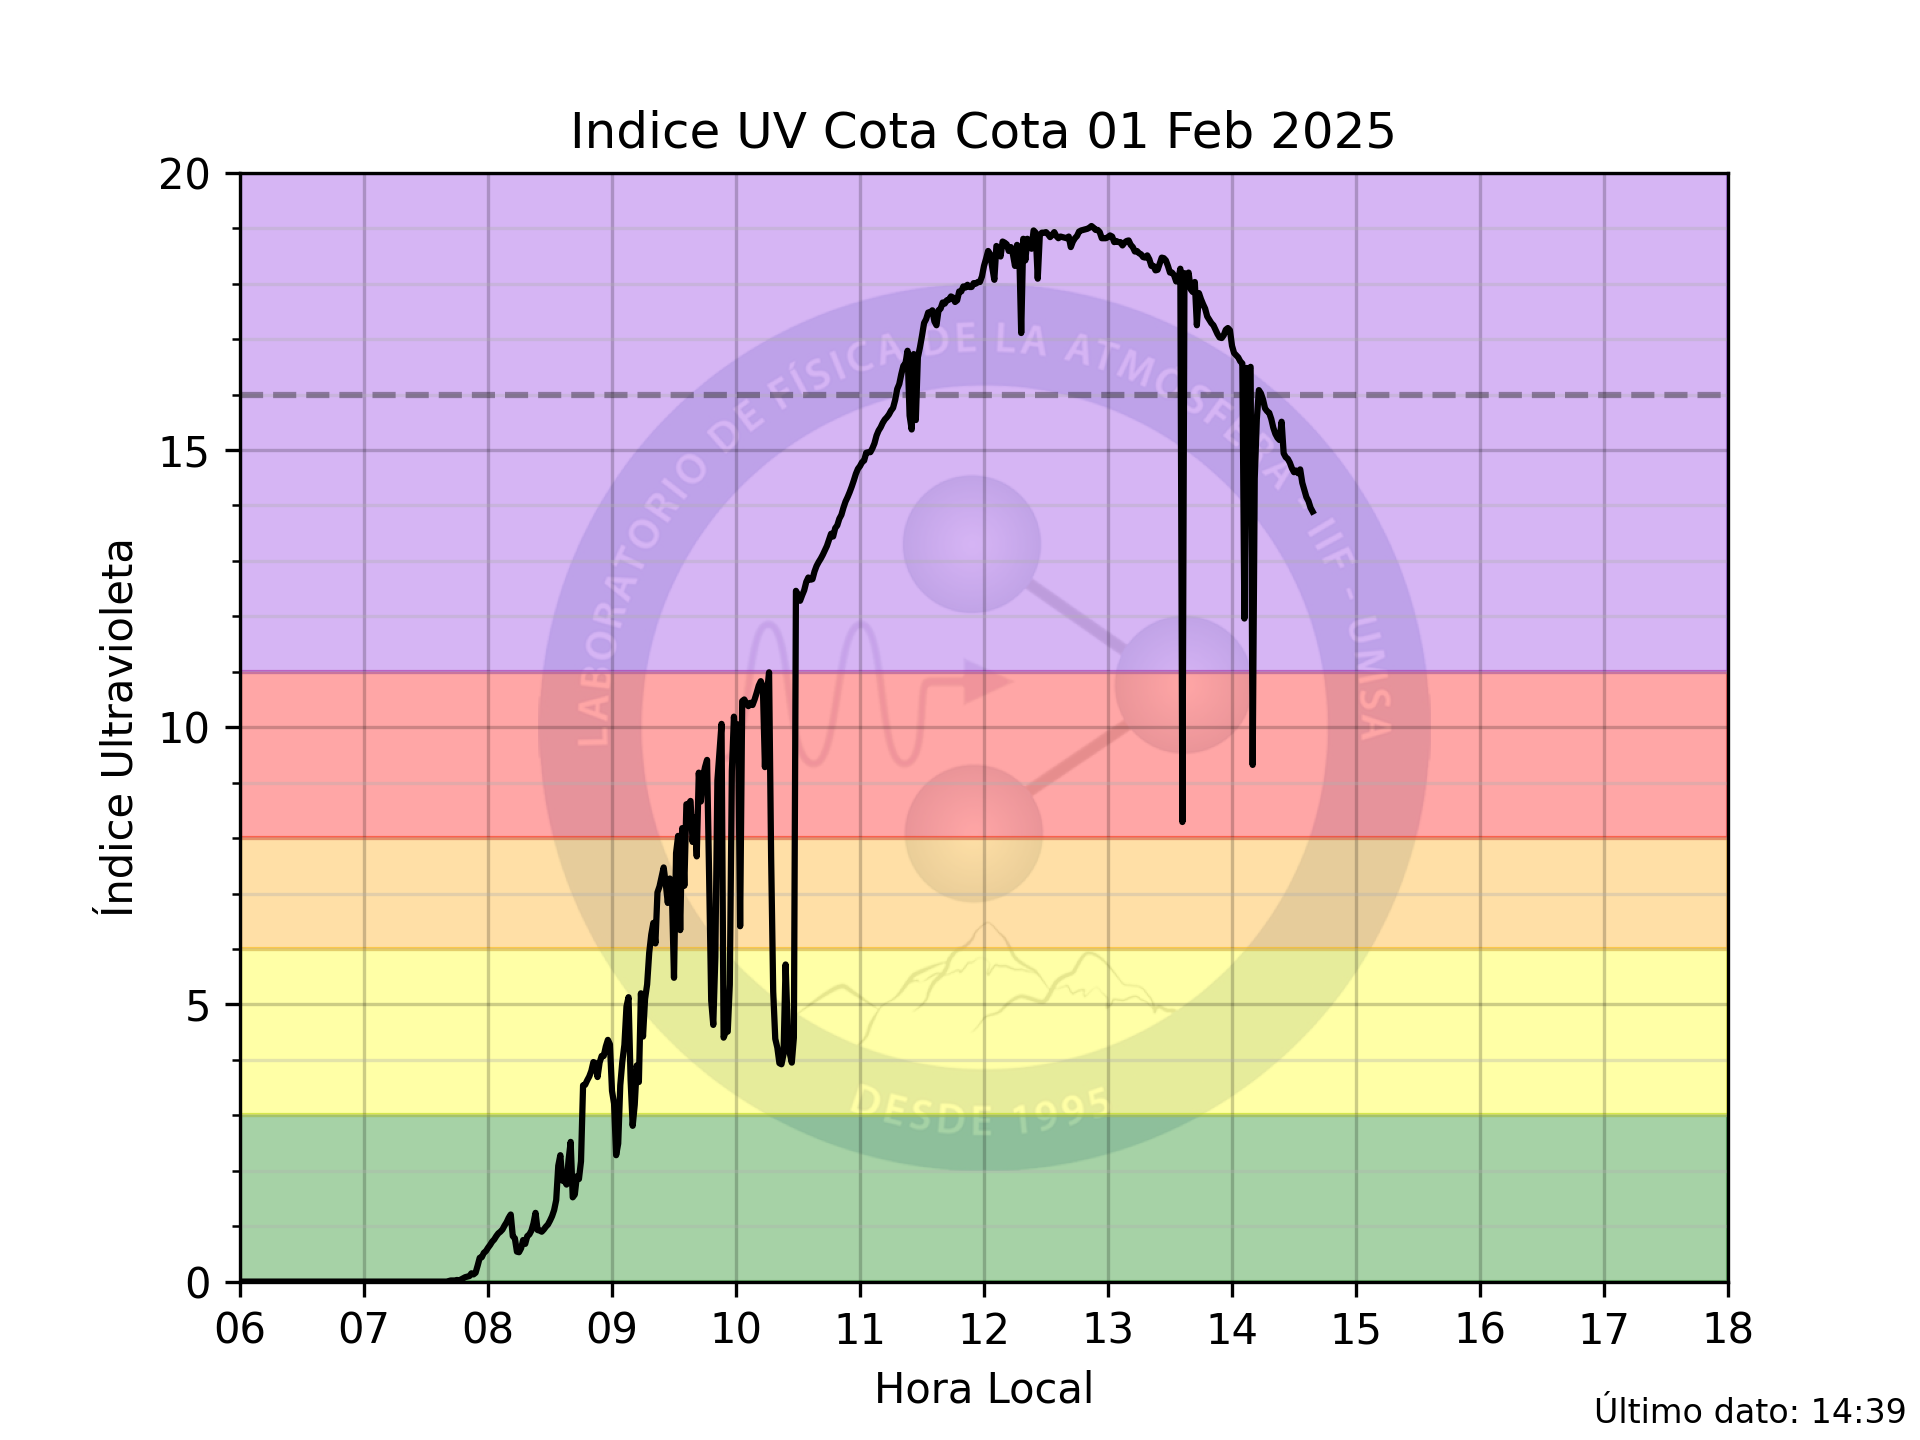 Indice UV Cota Cota 01 Feb 2025
20
15
10
5
0
Índice Ultravioleta
LABORATORIO DE FÍSICA DE LA ATMOSFERA - IIF - UMSA
DESDE 1995
06 07 08 09 10 11 12 13 14 15 16 17 18
Hora Local
Último dato: 14:39